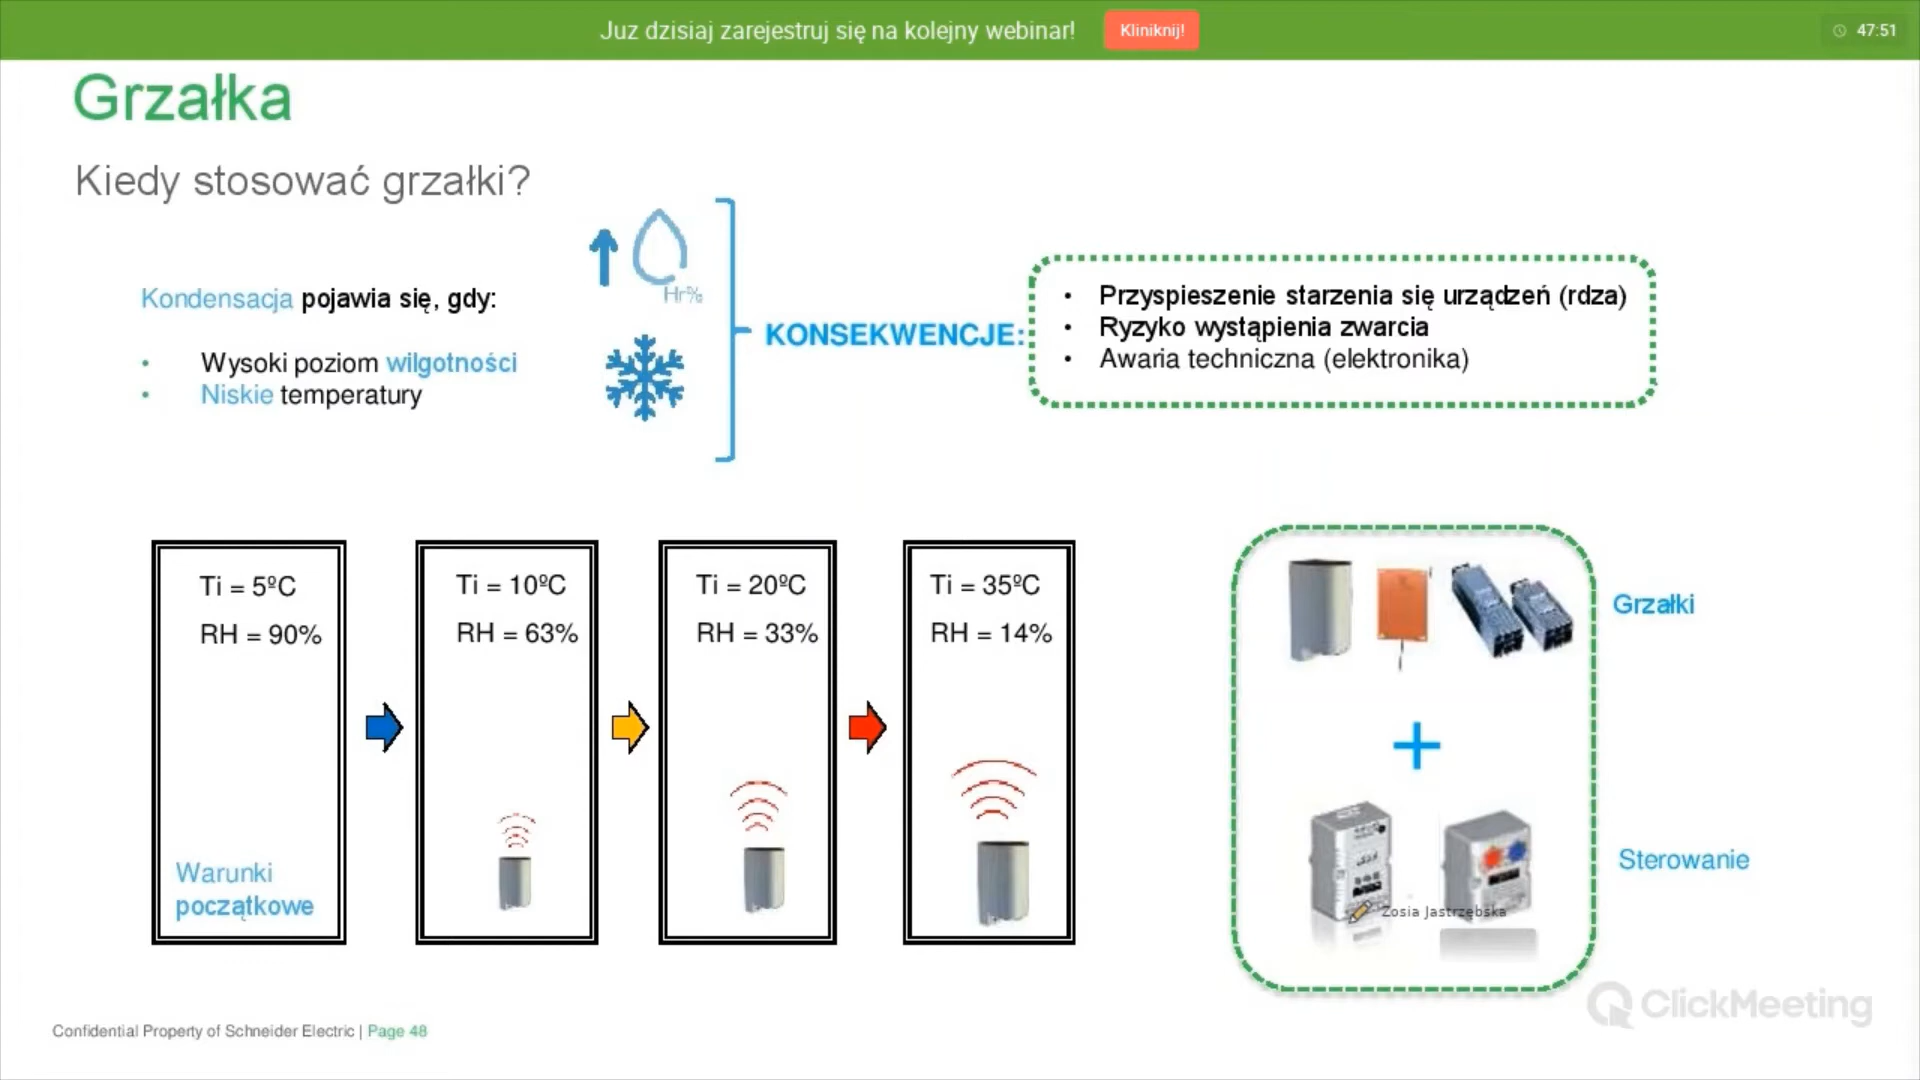 Juz dzisiaj zarejestruj się na kolejny webinar!
Kliniknij!
47:51
Grzałka
Kiedy stosować grzałki?
Hr%
Kondensacja pojawia się, gdy:
• Wysoki poziom wilgotności
• Niskie temperatury
KONSEKWENCJE:
• Przyspieszenie starzenia się urządzeń (rdza)
• Ryzyko wystąpienia zwarcia
• Awaria techniczna (elektronika)
Ti = 5ºC
RH = 90%
Warunki
początkowe
Ti = 10ºC
RH = 63%
Ti = 20ºC
RH = 33%
Ti = 35ºC
RH = 14%
Grzałki
+
Sterowanie
Zosia Jastrzębska
Confidential Property of Schneider Electric | Page 48
ClickMeeting